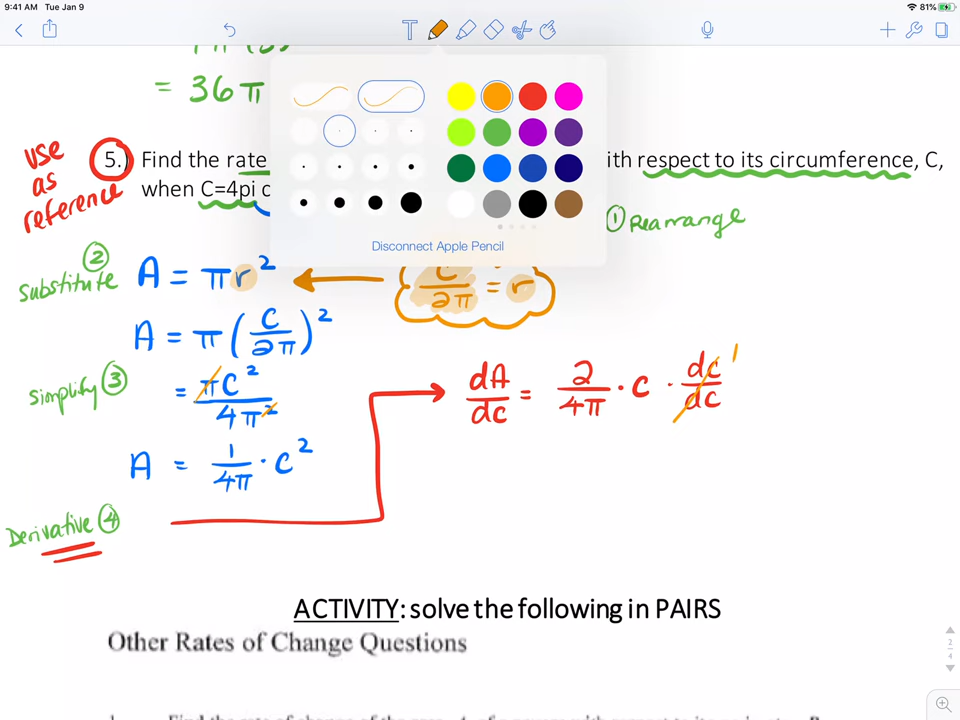 9:41 AM Tue Jan 9
81%
T
= 36π
use
as
reference
5.) Find the rate
ith respect to its circumference, C,
when C=4pi c
① Rearrange
Disconnect Apple Pencil
② substitute
A = πr²
C/2π = r
A = π(C/2π)²
simplify ③
= πC²/4π²
dA/dc = 2/4π · c · dc/dc 1
A = 1/4π · c²
Derivative ④
ACTIVITY: solve the following in PAIRS
Other Rates of Change Questions
2
4